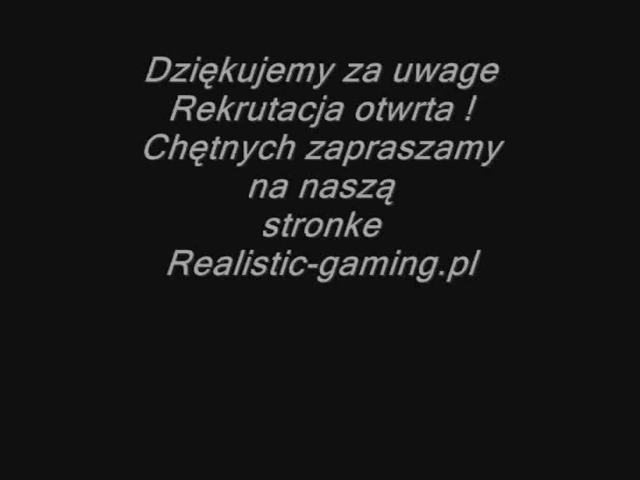 Dziękujemy za uwage
Rekrutacja otwrta !
Chętnych zapraszamy
na naszą
stronke
Realistic-gaming.pl